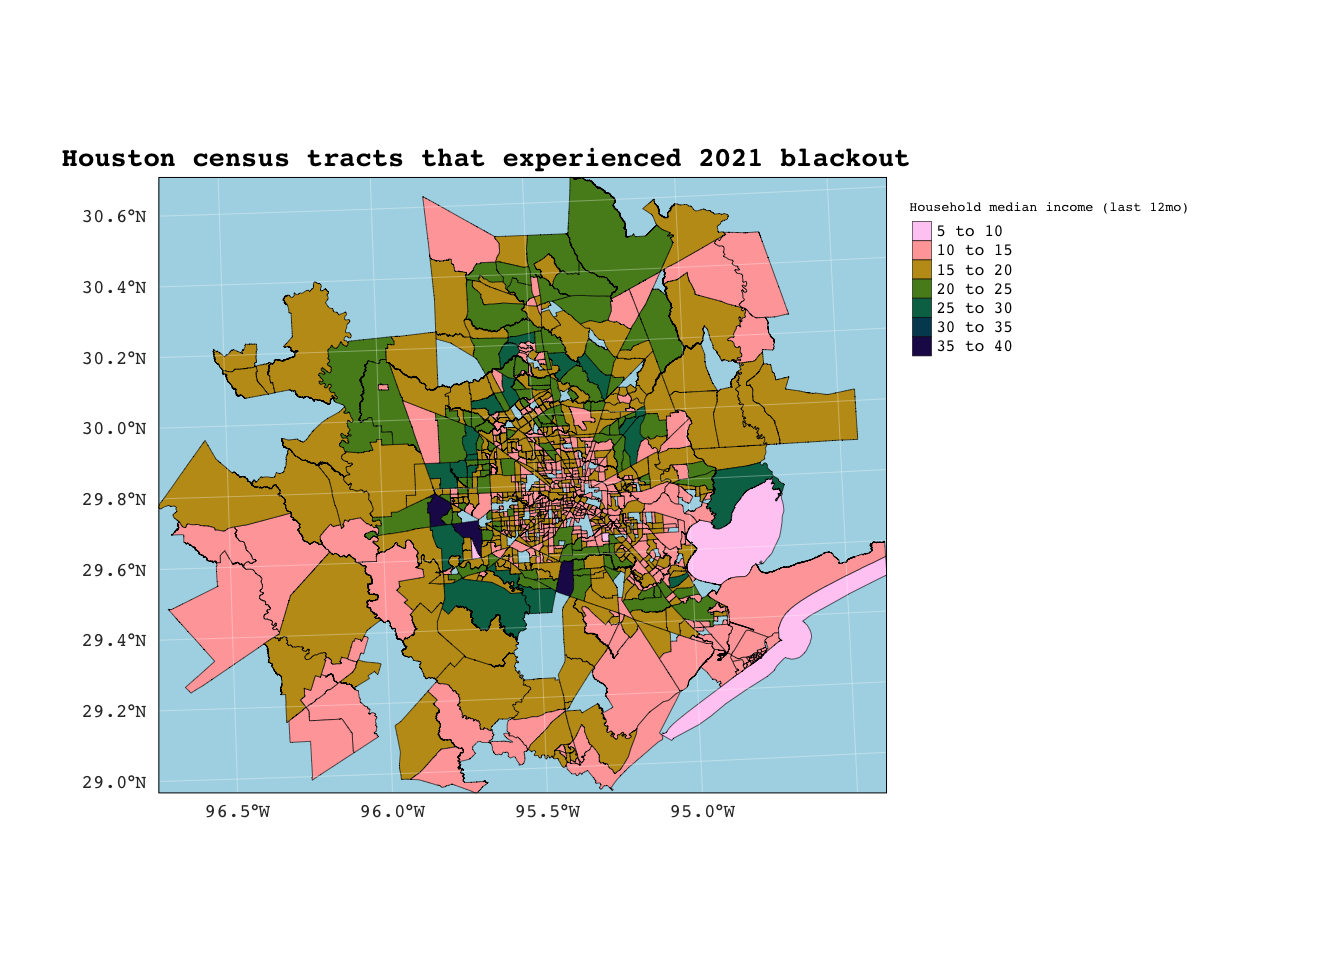 Houston census tracts that experienced 2021 blackout
Household median income (last 12mo)
5 to 10
10 to 15
15 to 20
20 to 25
25 to 30
30 to 35
35 to 40
30.6°N
30.4°N
30.2°N
30.0°N
29.8°N
29.6°N
29.4°N
29.2°N
29.0°N
96.5°W 96.0°W 95.5°W 95.0°W